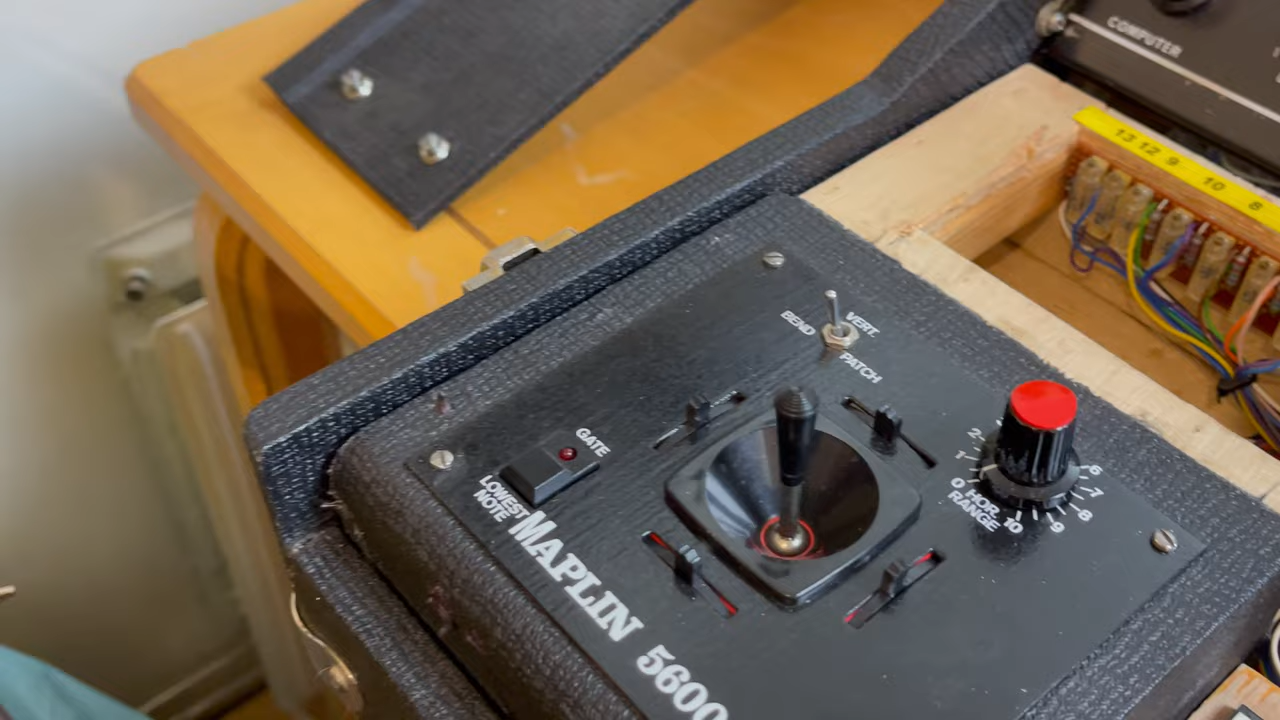 COMPUTER
13 12 9 10 8
BEND
VERT.
PATCH
GATE
LOWEST
NOTE
MAPLIN 5600
2
1
0
6
7
8
9
10
HOR.
RANGE